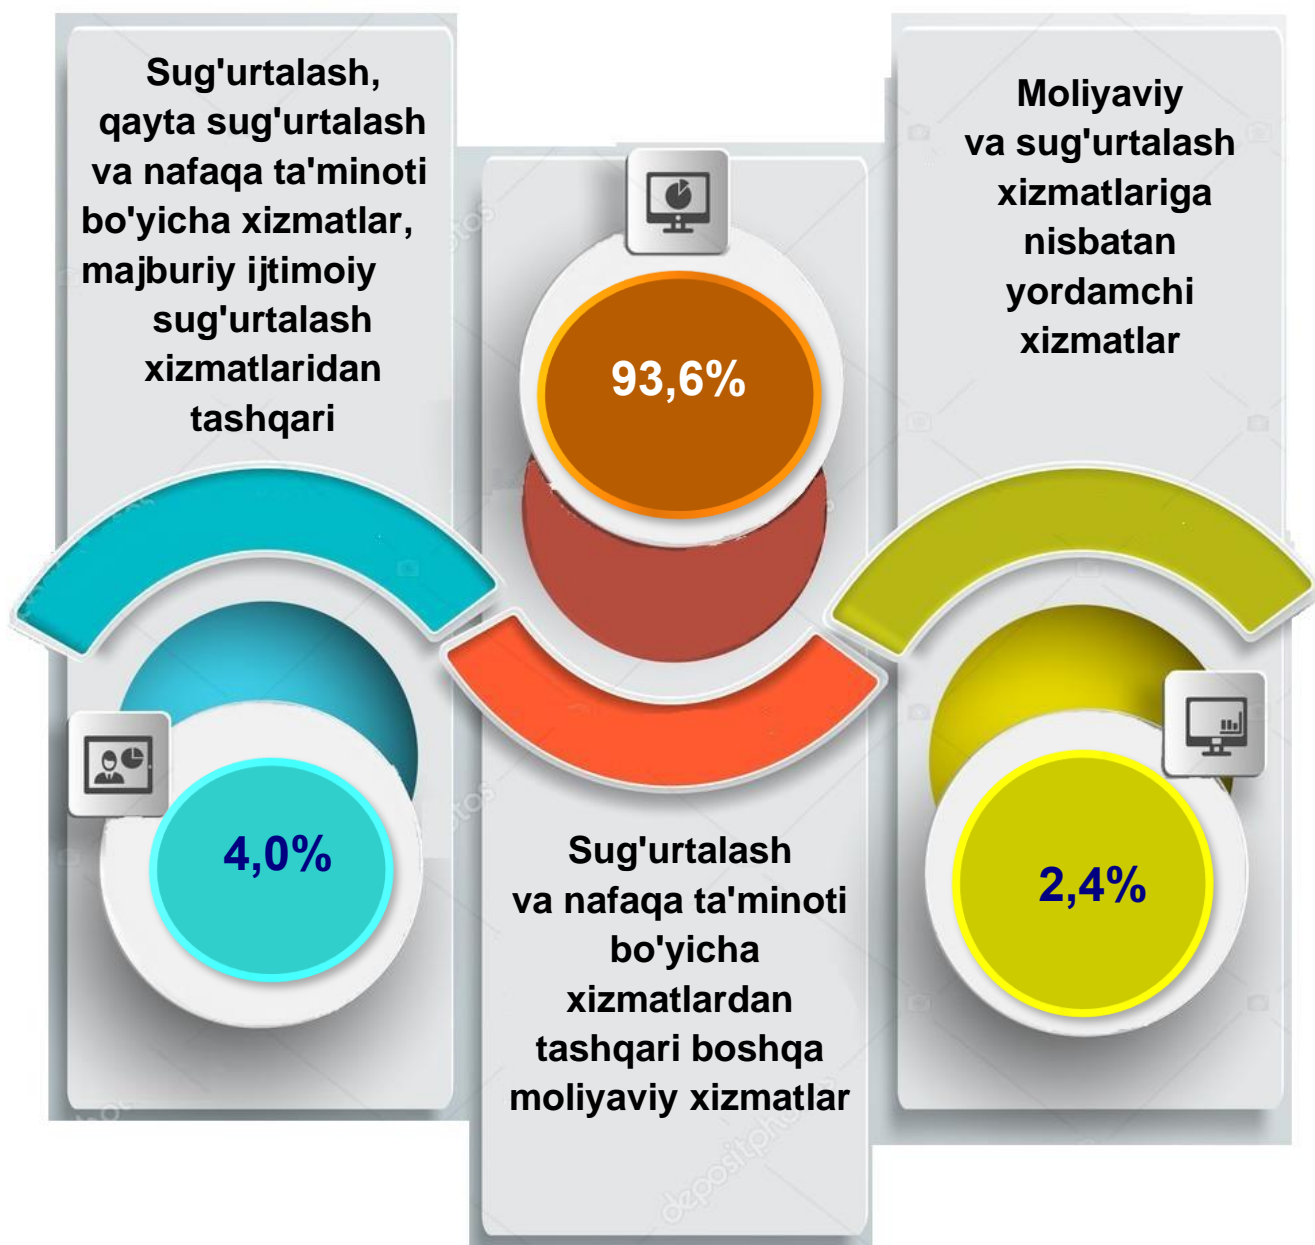 Sug'urtalash,
qayta sug'urtalash
va nafaqa ta'minoti
bo'yicha xizmatlar,
majburiy ijtimoiy
sug'urtalash
xizmatlaridan
tashqari
4,0%
93,6%
Sug'urtalash
va nafaqa ta'minoti
bo'yicha
xizmatlardan
tashqari boshqa
moliyaviy xizmatlar
Moliyaviy
va sug'urtalash
xizmatlariga
nisbatan
yordamchi
xizmatlar
2,4%
depositphotos